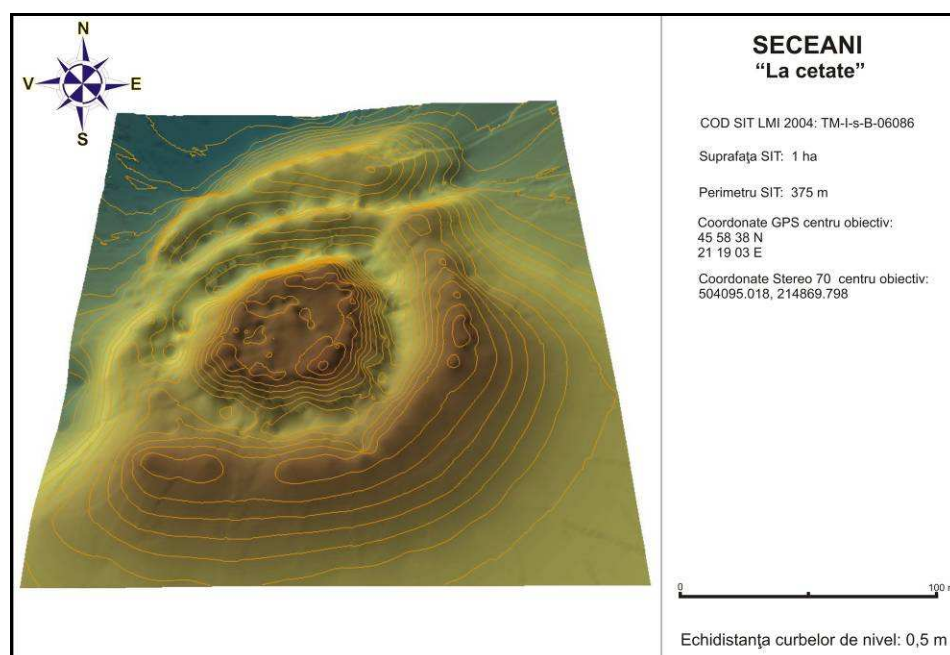 N
V E
S
SECEANI
“La cetate”
COD SIT LMI 2004: TM-I-s-B-06086
Suprafaţa SIT: 1 ha
Perimetru SIT: 375 m
Coordonate GPS centru obiectiv:
45 58 38 N
21 19 03 E
Coordonate Stereo 70 centru obiectiv:
504095.018, 214869.798
0 100 m
Echidistanţa curbelor de nivel: 0,5 m